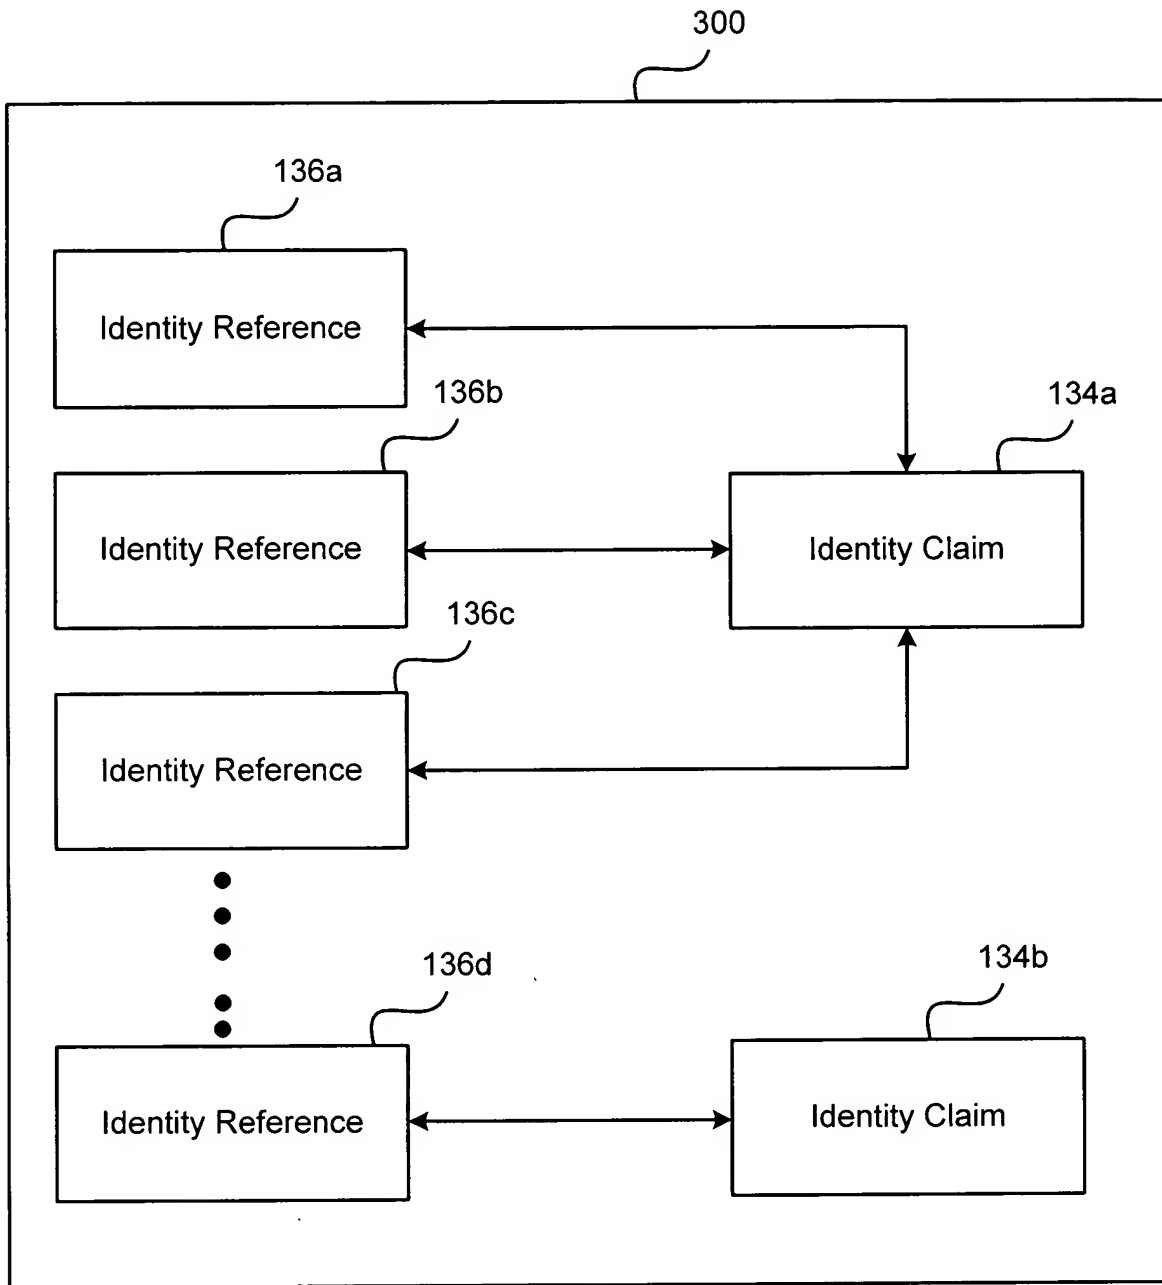 300
136a
Identity Reference
136b
134a
Identity Reference
Identity Claim
136c
Identity Reference
136d
134b
Identity Reference
Identity Claim